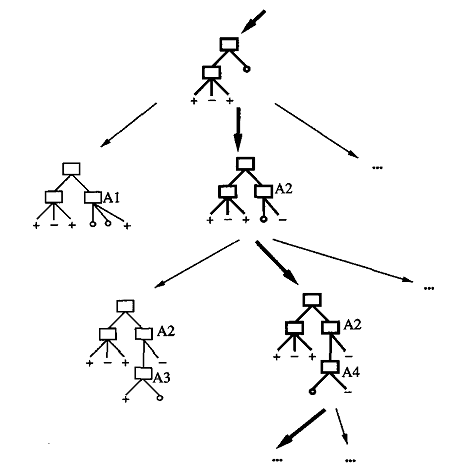 + − +
...
A1
+ − + +
A2
+ − + −
...
A2
+ − + −
A3
+
A2
+ − + −
A4
−
... ...